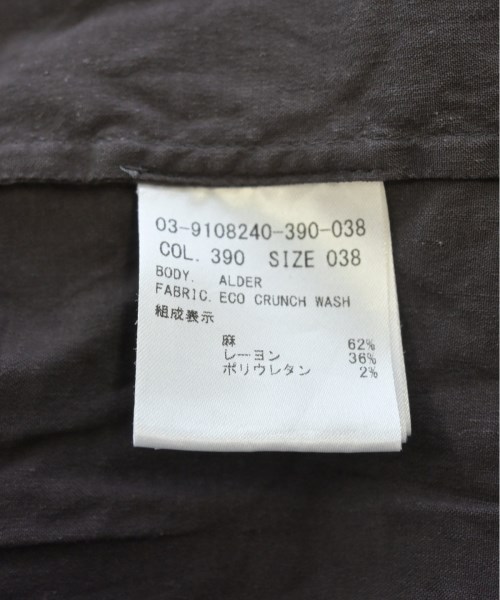 03-9108240-390-038
COL. 390 SIZE 038
BODY. ALDER
FABRIC. ECO CRUNCH WASH
組成表示
麻 62%
レーヨン 36%
ポリウレタン 2%